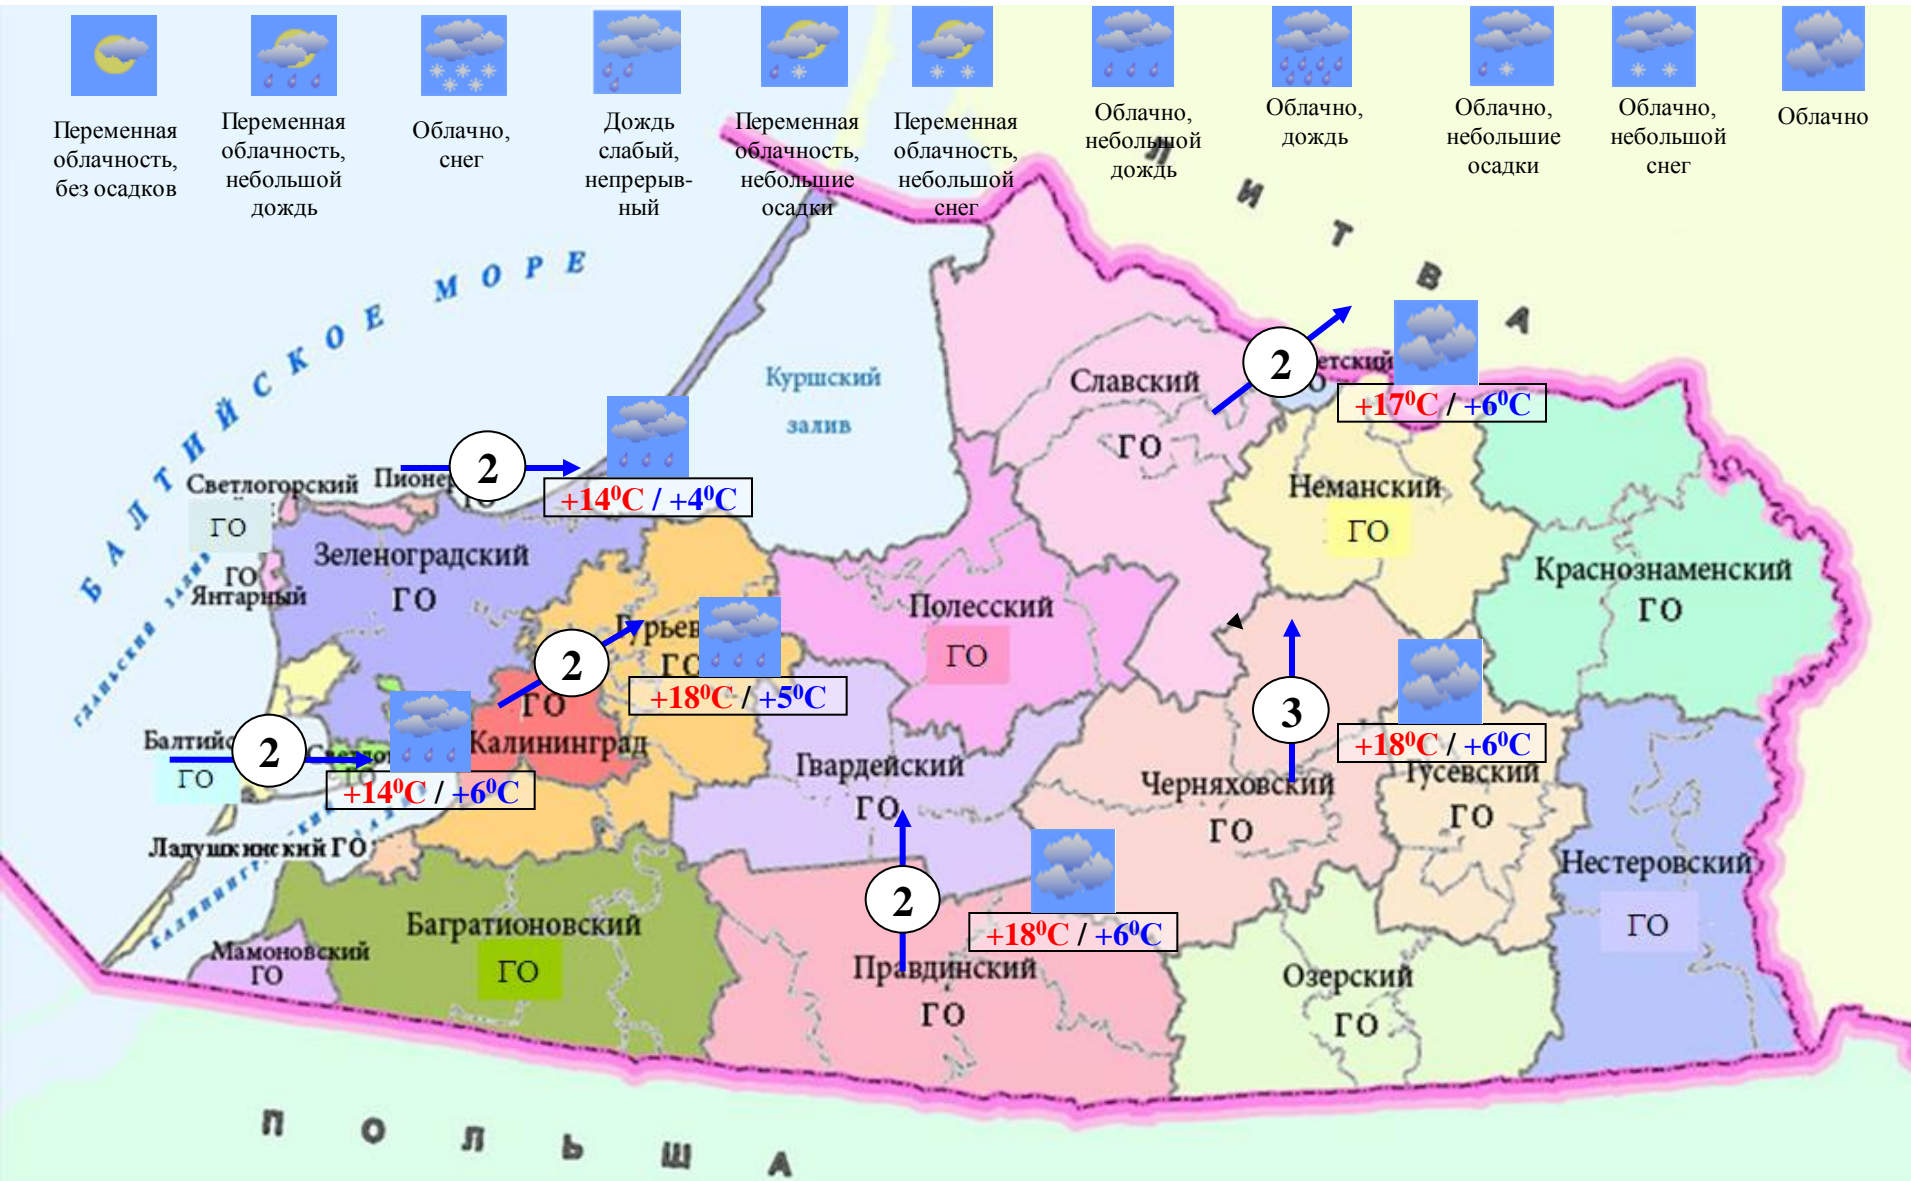 Переменная
облачность,
без осадков
Переменная
облачность,
небольшой
дождь
Облачно,
снег
Дождь
слабый,
непрерыв-
ный
Переменная
облачность,
небольшие
осадки
Переменная
облачность,
небольшой
снег
Облачно,
небольшой
дождь
Облачно,
дождь
Облачно,
небольшие
осадки
Облачно,
небольшой
снег
Облачно
ЛИТВА
БАЛТИЙСКОЕ МОРЕ
Куршский
залив
Славский
ГО
2
+17⁰С / +6⁰С
2
+14⁰С / +4⁰С
Светлогорский
ГО
Неманский
ГО
Зеленоградский
ГО
ГО
Янтарный
Краснознаменский
ГО
Полесский
ГО
ГО
2
+18⁰С / +5⁰С
3
+18⁰С / +6⁰С
ГО
Калининград
ГО
2
+14⁰С / +6⁰С
Гвардейский
ГО
Черняховский
ГО
Гусевский
ГО
Ладушкинский ГО
Нестеровский
ГО
2
+18⁰С / +6⁰С
Багратионовский
ГО
Мамоновский
ГО
Правдинский
ГО
Озерский
ГО
ПОЛЬША